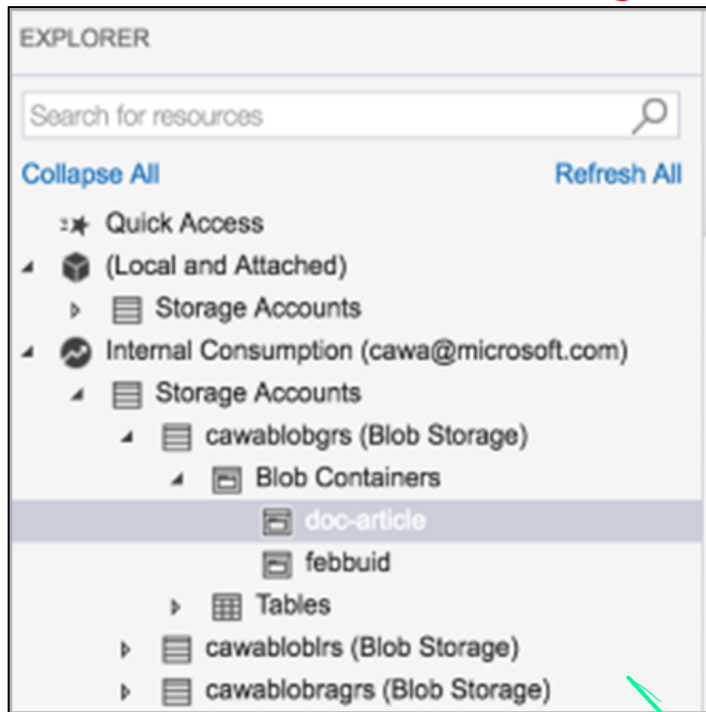 EXPLORER
Search for resources
Collapse All Refresh All
Quick Access
(Local and Attached)
Storage Accounts
Internal Consumption (cawa@microsoft.com)
Storage Accounts
cawablobgrs (Blob Storage)
Blob Containers
doc-article
febbuid
Tables
cawabloblrs (Blob Storage)
cawablobragrs (Blob Storage)